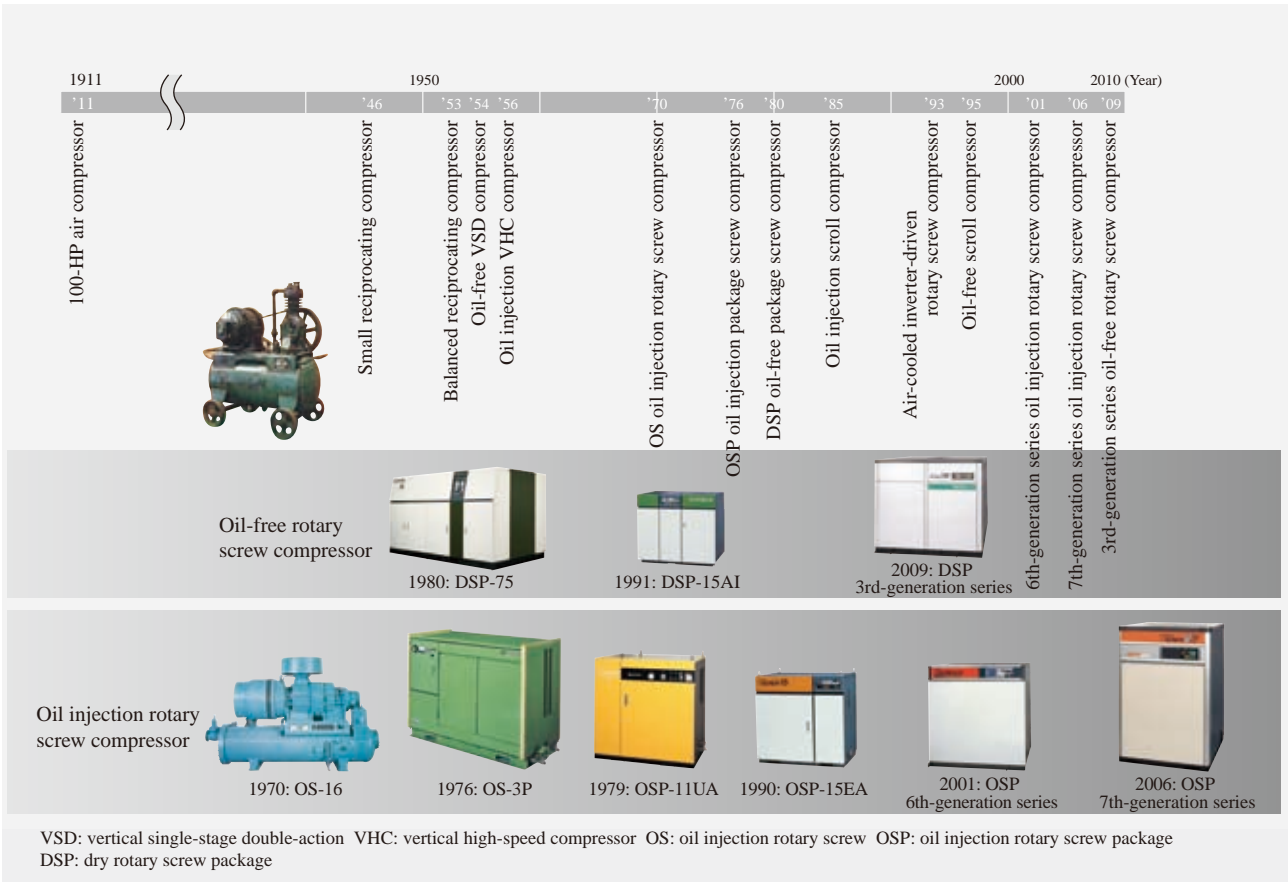 1911
1950
2000
2010 (Year)
'11
'46
'53
'54
'56
'70
'76
'80
'85
'93
'95
'01
'06
'09
100-HP air compressor
Small reciprocating compressor
Balanced reciprocating compressor
Oil-free VSD compressor
Oil injection VHC compressor
OS oil injection rotary screw compressor
OSP oil injection package screw compressor
DSP oil-free package screw compressor
Oil injection scroll compressor
Air-cooled inverter-driven
rotary screw compressor
Oil-free scroll compressor
6th-generation series oil injection rotary screw compressor
7th-generation series oil injection rotary screw compressor
3rd-generation series oil-free rotary screw compressor
Oil-free rotary
screw compressor
1980: DSP-75
1991: DSP-15AI
2009: DSP
3rd-generation series
Oil injection rotary
screw compressor
1970: OS-16
1976: OS-3P
1979: OSP-11UA
1990: OSP-15EA
2001: OSP
6th-generation series
2006: OSP
7th-generation series
VSD: vertical single-stage double-action VHC: vertical high-speed compressor OS: oil injection rotary screw OSP: oil injection rotary screw package
DSP: dry rotary screw package